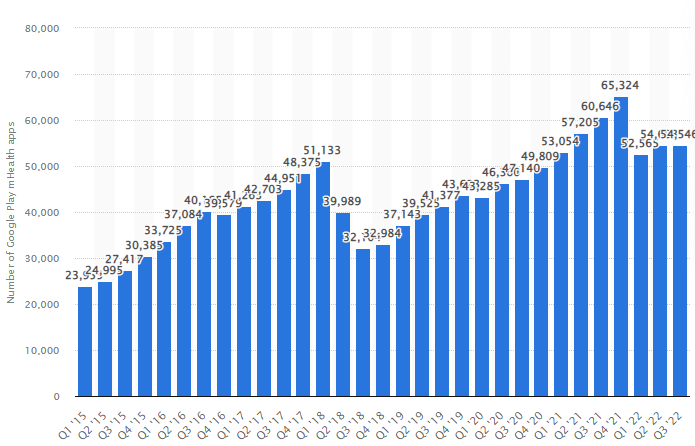 80,000
70,000
60,000
50,000
40,000
30,000
20,000
10,000
0
Number of Google Play mHealth apps
24,995
27,417
30,385
33,725
37,084
39,579
41,263
42,703
44,951
48,375
51,133
39,989
32,984
37,143
39,525
41,377
43,285
47,140
49,809
53,054
57,205
60,646
65,324
52,565
54,546
Q1 '15
Q2 '15
Q3 '15
Q4 '15
Q1 '16
Q2 '16
Q3 '16
Q4 '16
Q1 '17
Q2 '17
Q3 '17
Q4 '17
Q1 '18
Q2 '18
Q3 '18
Q4 '18
Q1 '19
Q2 '19
Q3 '19
Q4 '19
Q1 '20
Q2 '20
Q3 '20
Q4 '20
Q1 '21
Q2 '21
Q3 '21
Q4 '21
Q1 '22
Q2 '22
Q3 '22